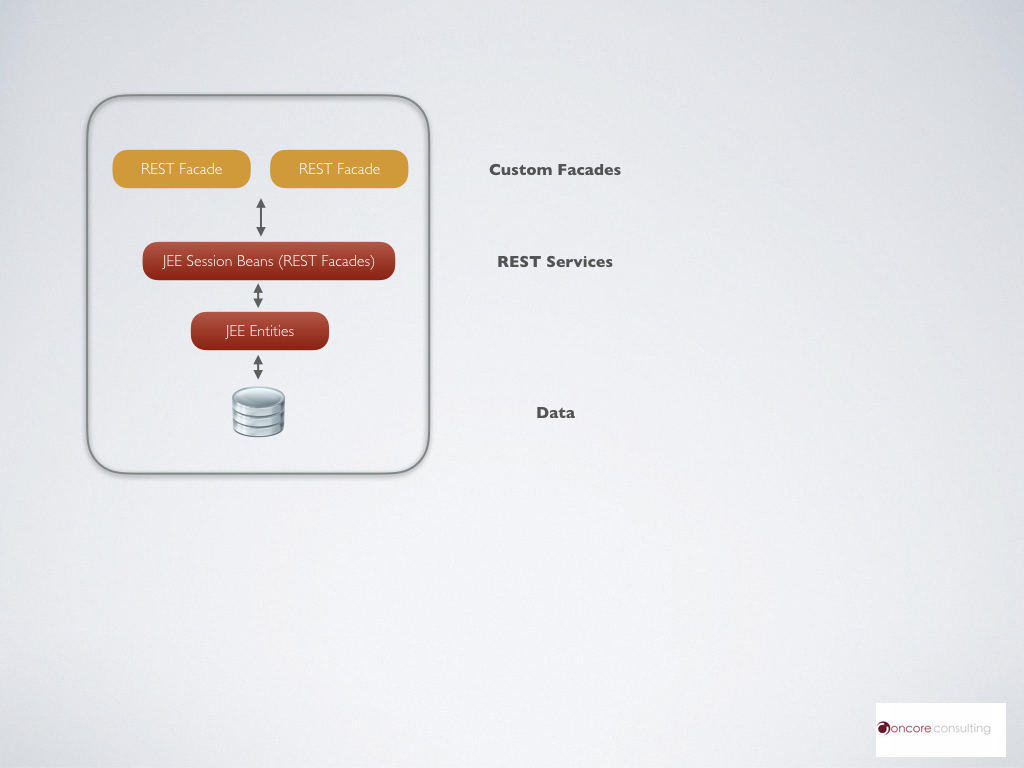 REST Facade
REST Facade
Custom Facades
JEE Session Beans (REST Facades)
REST Services
JEE Entities
Data
oncore consulting